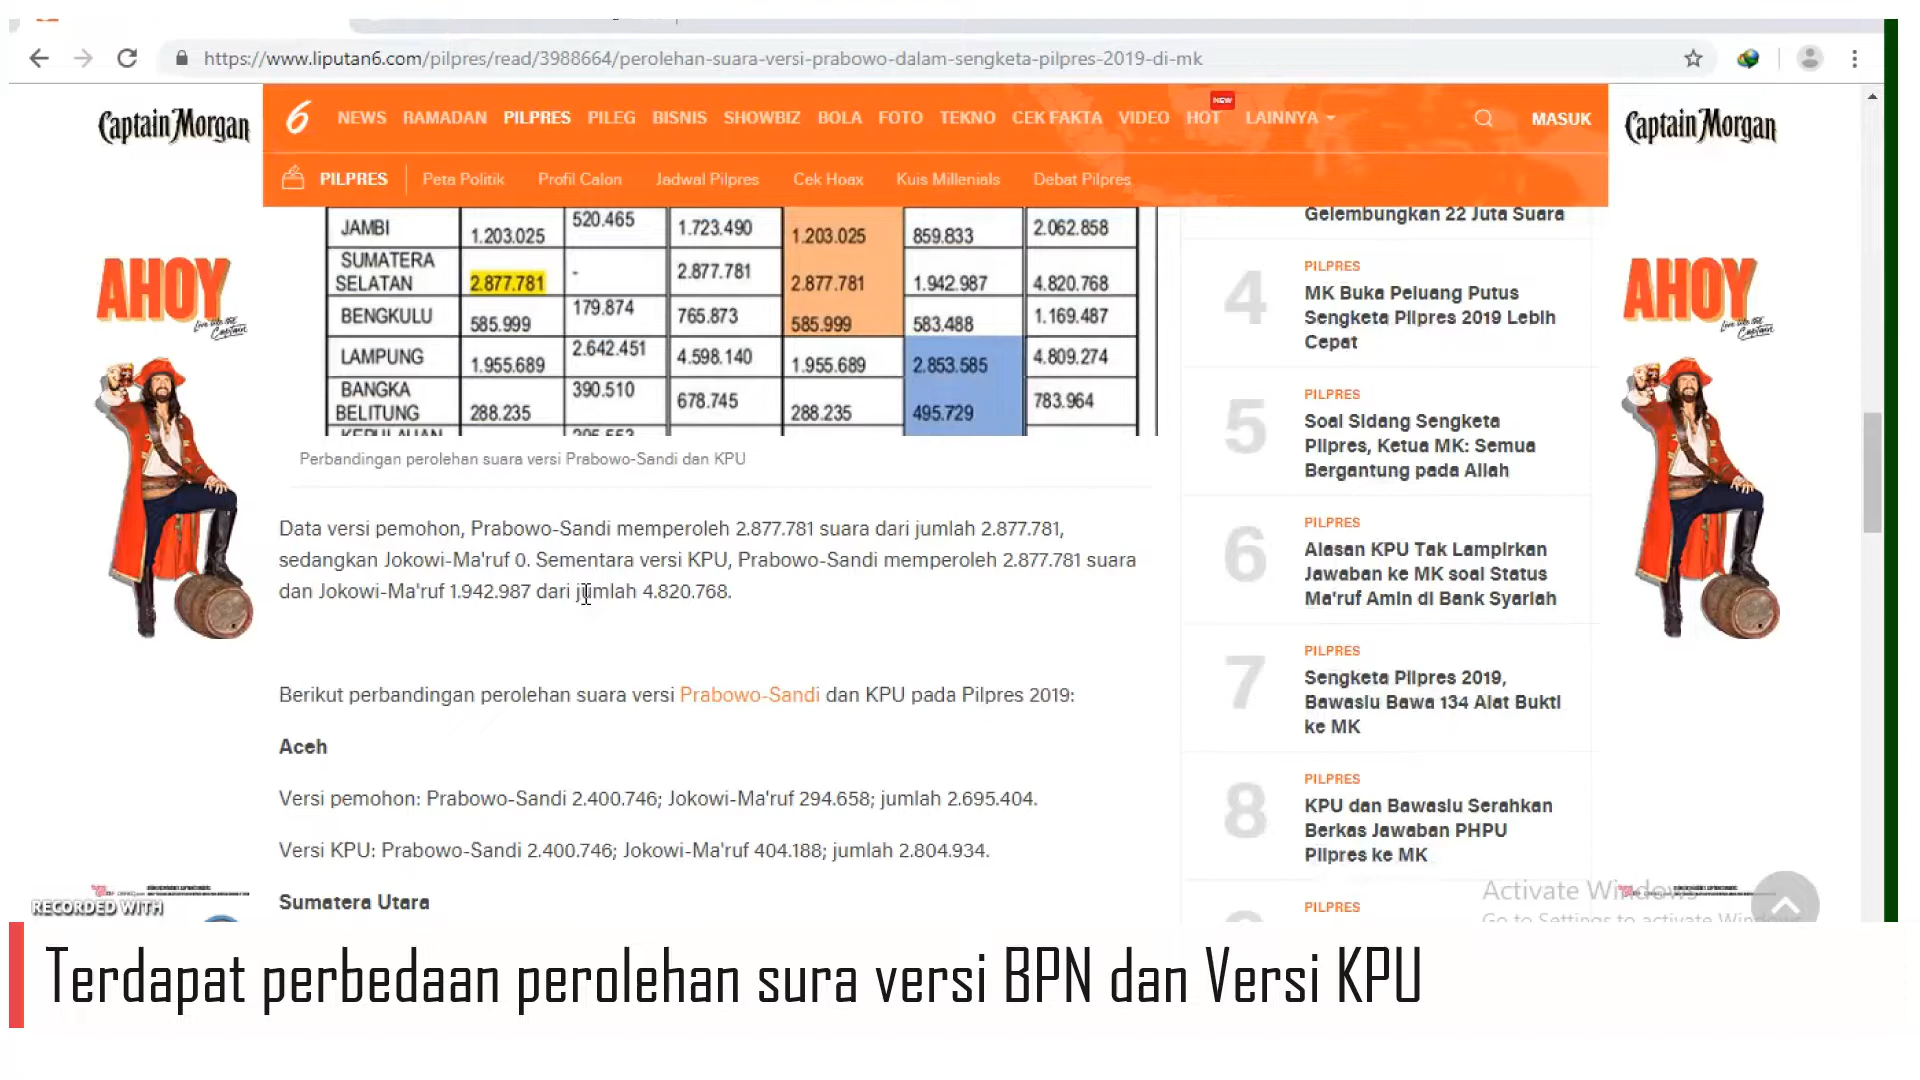 https://www.liputan6.com/pilpres/read/3988664/perolehan-suara-versi-prabowo-dalam-sengketa-pilpres-2019-di-mk
Captain Morgan
6 NEWS RAMADAN PILPRES PILEG BISNIS SHOWBIZ BOLA FOTO TEKNO CEK FAKTA VIDEO HOT NEW LAINNYA MASUK
Captain Morgan
PILPRES Peta Politik Profil Calon Jadwal Pilpres Cek Hoax Kuis Millenials Debat Pilpres
JAMBI 1.203.025 520.465 1.723.490 1.203.025 859.833 2.062.858
SUMATERA SELATAN 2.877.781 - 2.877.781 2.877.781 1.942.987 4.820.768
BENGKULU 585.999 179.874 765.873 585.999 583.488 1.169.487
LAMPUNG 1.955.689 2.642.451 4.598.140 1.955.689 2.853.585 4.809.274
BANGKA BELITUNG 288.235 390.510 678.745 288.235 495.729 783.964
Perbandingan perolehan suara versi Prabowo-Sandi dan KPU
Data versi pemohon, Prabowo-Sandi memperoleh 2.877.781 suara dari jumlah 2.877.781,
sedangkan Jokowi-Ma'ruf 0. Sementara versi KPU, Prabowo-Sandi memperoleh 2.877.781 suara
dan Jokowi-Ma'ruf 1.942.987 dari jumlah 4.820.768.
Berikut perbandingan perolehan suara versi Prabowo-Sandi dan KPU pada Pilpres 2019:
Aceh
Versi pemohon: Prabowo-Sandi 2.400.746; Jokowi-Ma'ruf 294.658; jumlah 2.695.404.
Versi KPU: Prabowo-Sandi 2.400.746; Jokowi-Ma'ruf 404.188; jumlah 2.804.934.
Sumatera Utara
Gelembungkan 22 Juta Suara
4
PILPRES
MK Buka Peluang Putus
Sengketa Pilpres 2019 Lebih
Cepat
5
PILPRES
Soal Sidang Sengketa
Pilpres, Ketua MK: Semua
Bergantung pada Allah
6
PILPRES
Alasan KPU Tak Lampirkan
Jawaban ke MK soal Status
Ma'ruf Amin di Bank Syariah
7
PILPRES
Sengketa Pilpres 2019,
Bawaslu Bawa 134 Alat Bukti
ke MK
8
PILPRES
KPU dan Bawaslu Serahkan
Berkas Jawaban PHPU
Pilpres ke MK
PILPRES
AHOY
Live like the Captain
AHOY
Live like the Captain
Activate Windows
Go to Settings to activate Windows
RECORDED WITH
Terdapat perbedaan perolehan sura versi BPN dan Versi KPU